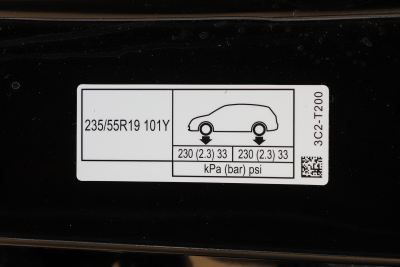 235/55R19 101Y
230 (2.3) 33 230 (2.3) 33
kPa (bar) psi
3C2-T200